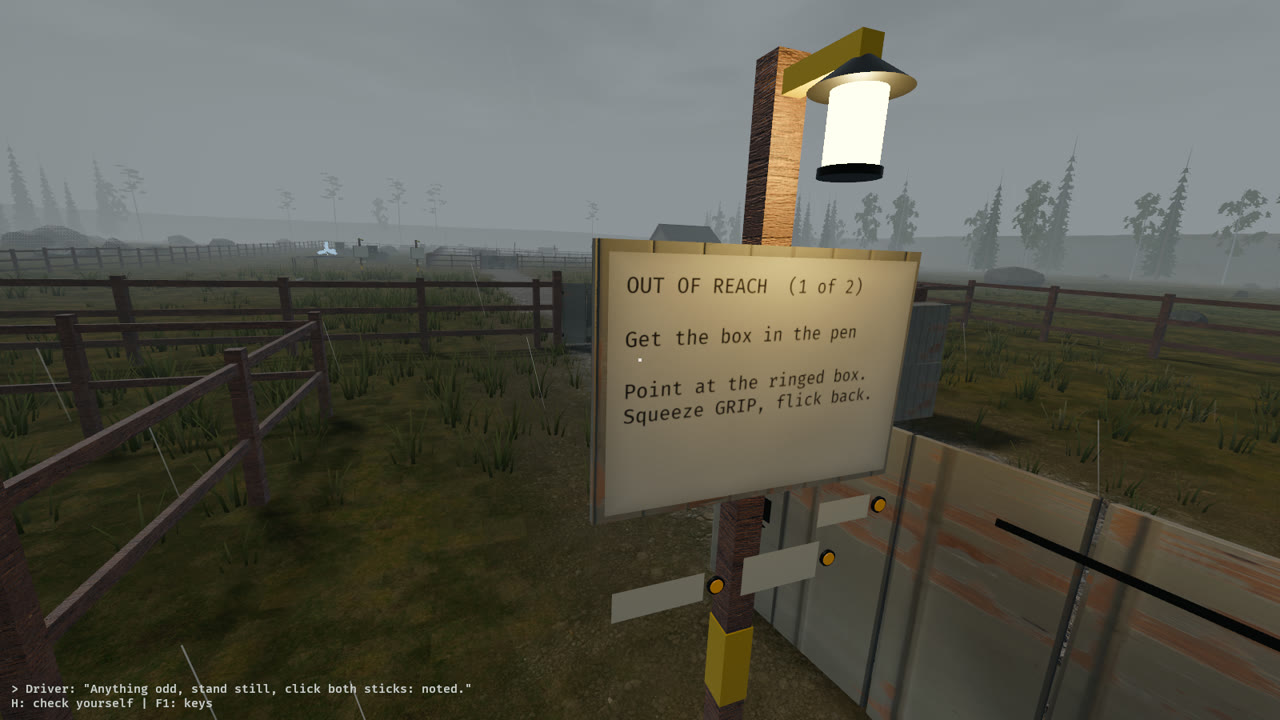 OUT OF REACH (1 of 2)
Get the box in the pen
Point at the ringed box.
Squeeze GRIP, flick back.
> Driver: "Anything odd, stand still, click both sticks: noted."
H: check yourself | F1: keys